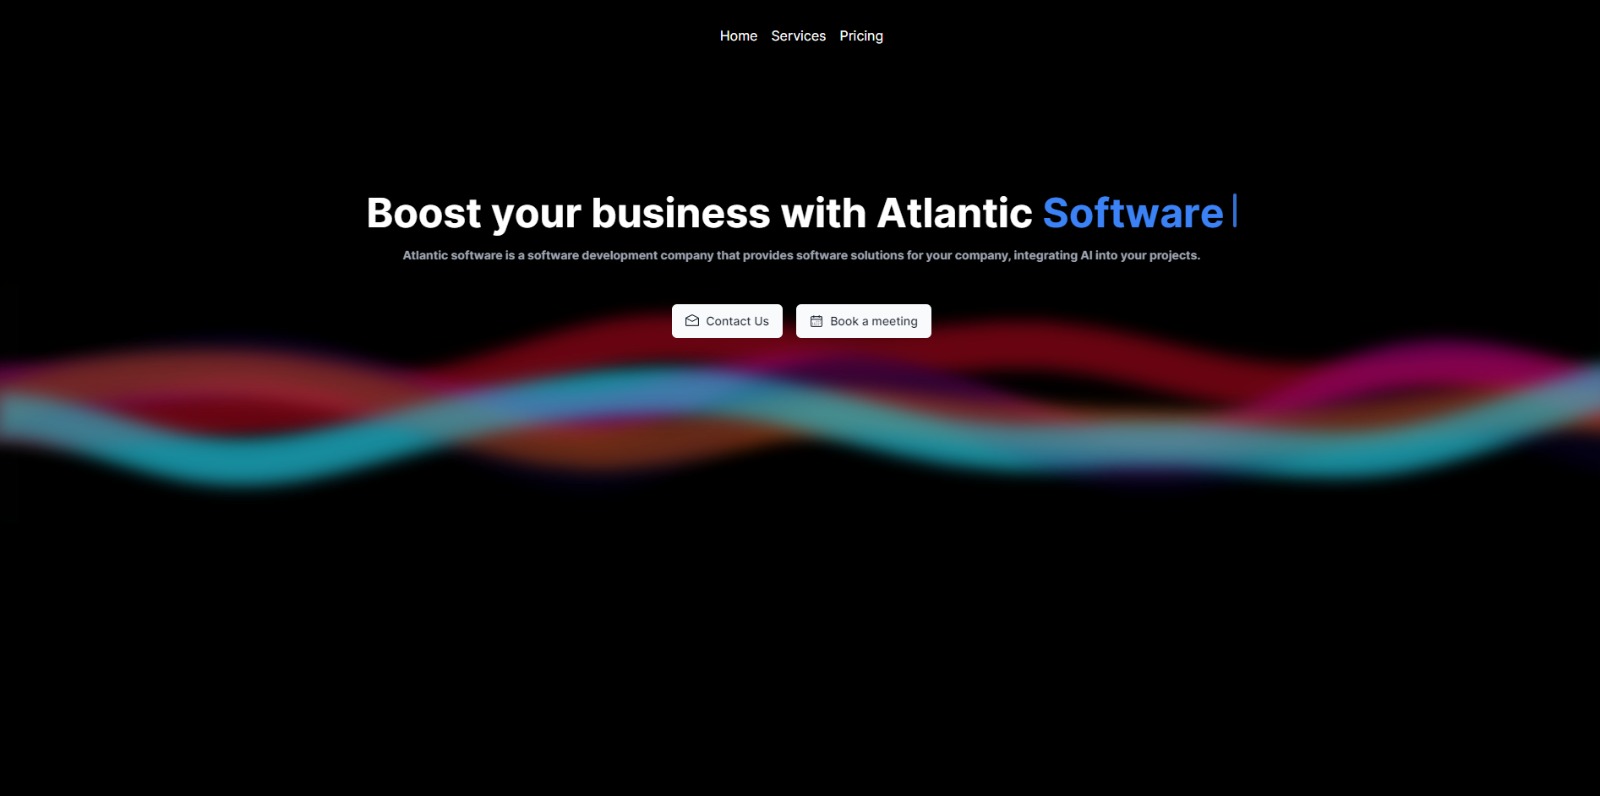 Home Services Pricing
Boost your business with Atlantic Software
Atlantic software is a software development company that provides software solutions for your company, integrating AI into your projects.
Contact Us Book a meeting